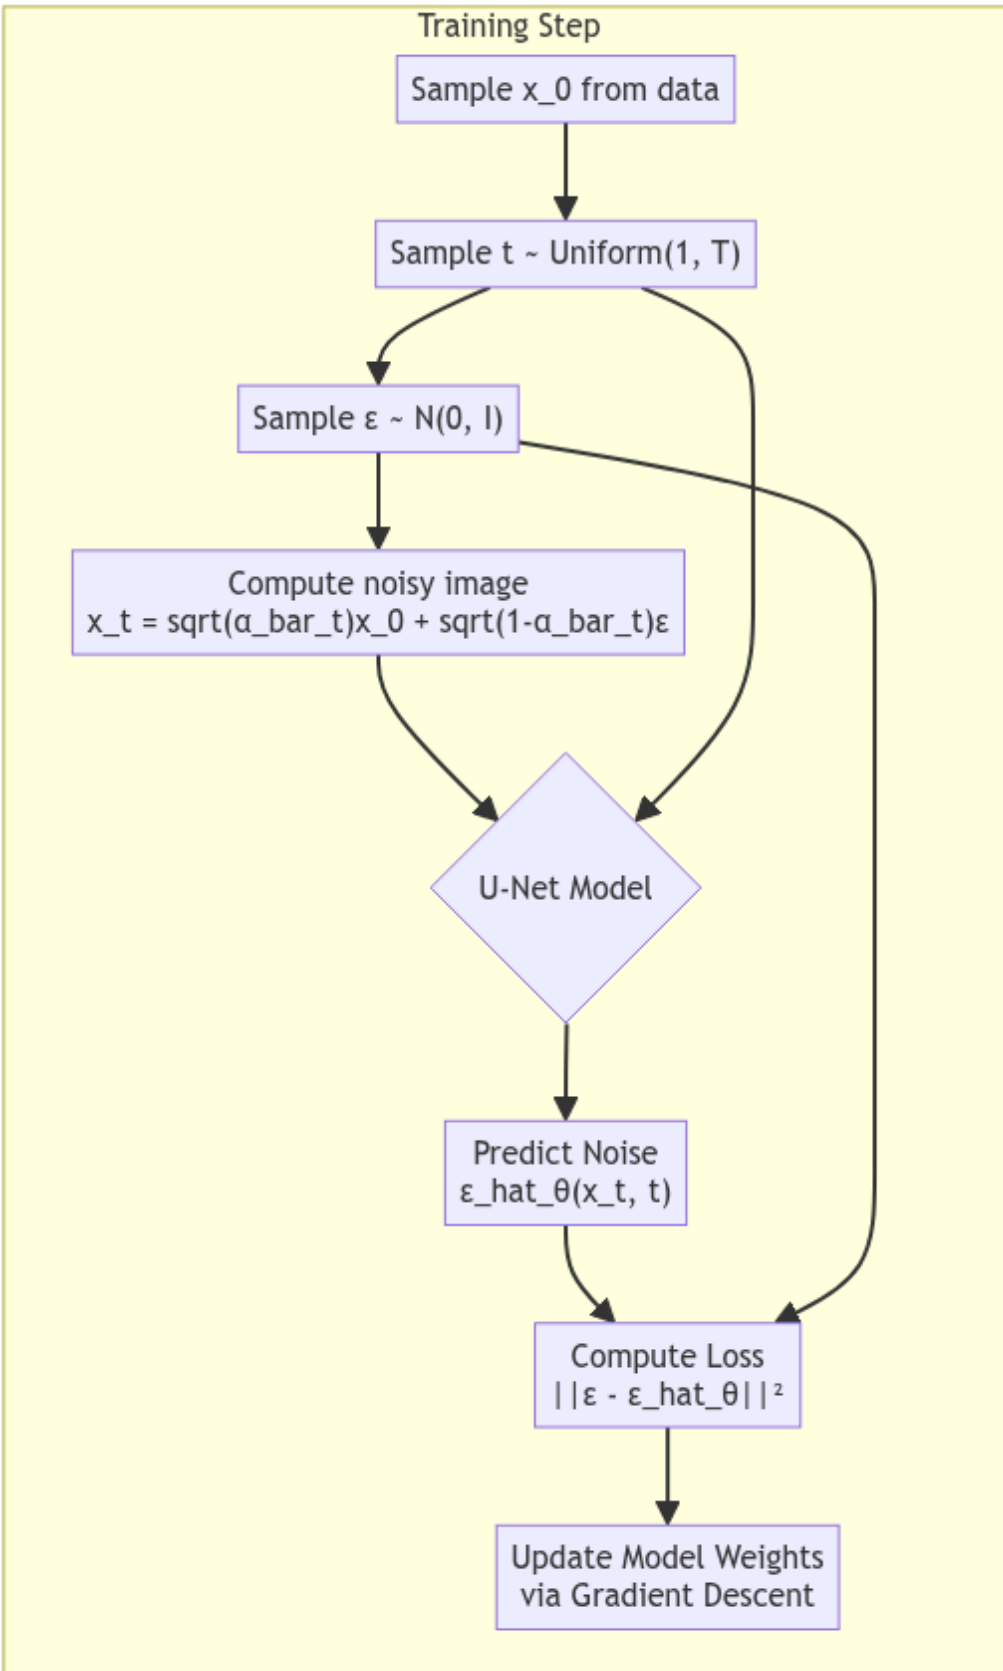 Training Step
Sample x_0 from data
Sample t ~ Uniform(1, T)
Sample ε ~ N(0, I)
Compute noisy image
x_t = sqrt(α_bar_t)x_0 + sqrt(1-α_bar_t)ε
U-Net Model
Predict Noise
ε_hat_θ(x_t, t)
Compute Loss
||ε - ε_hat_θ||²
Update Model Weights
via Gradient Descent